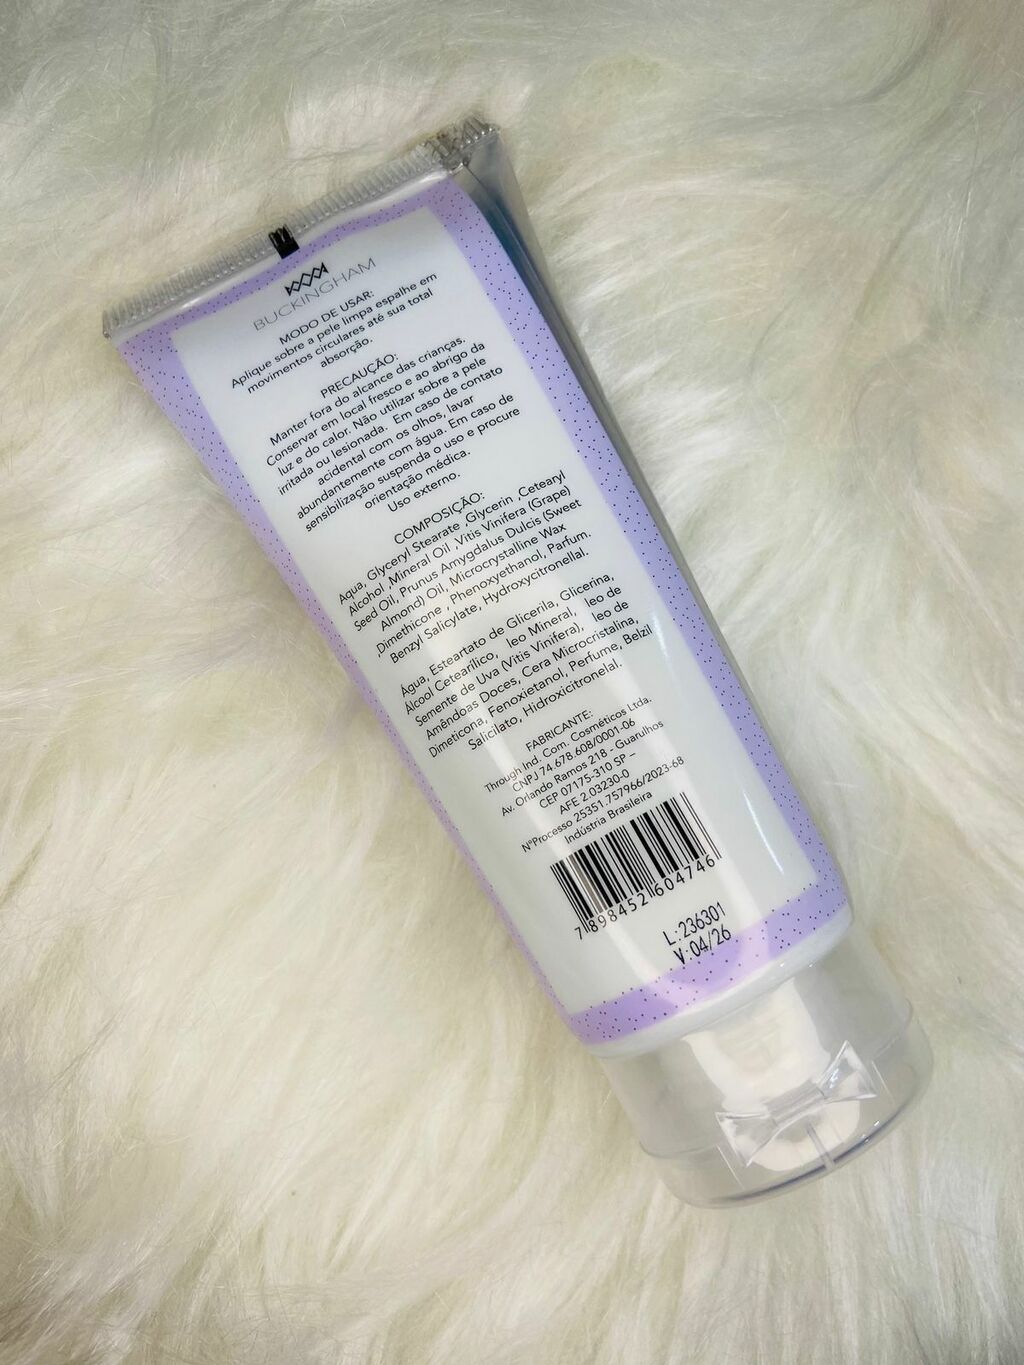 BUCKINGHAM
MODO DE USAR:
Aplique sobre a pele limpa espalhe em
movimentos circulares até sua total
absorção.
PRECAUÇÃO:
Manter fora do alcance das crianças.
Conservar em local fresco e ao abrigo da
luz e do calor. Não utilizar sobre a pele
irritada ou lesionada. Em caso de contato
acidental com os olhos, lavar
abundantemente com água. Em caso de
sensibilização suspenda o uso e procure
orientação médica.
Uso externo.
COMPOSIÇÃO:
Aqua, Glyceryl Stearate ,Glycerin ,Cetearyl
Alcohol ,Mineral Oil ,Vitis Vinifera (Grape)
Seed Oil, Prunus Amygdalus Dulcis (Sweet
Almond) Oil, Microcrystalline Wax
,Dimethicone , Phenoxyethanol, Parfum.
Benzyl Salicylate, Hydroxycitronellal.
Água, Esteartato de Glicerila, Glicerina,
Álcool Cetearílico, leo Mineral, leo de
Semente de Uva (Vitis Vinifera), leo de
Amêndoas Doces, Cera Microcristalina,
Dimeticona, Fenoxietanol, Perfume, Belzil
Salicilato, Hidroxicitronelal.
FABRICANTE:
Through Ind. Com. Cosméticos Ltda.
CNPJ 74.678.608/0001-06
Av. Orlando Ramos 218 - Guarulhos
CEP 07175-310 SP –
AFE 2.03230-0
NºProcesso 25351.757966/2023-68
Indústria Brasileira
7 898452 604746
L:236301
V:04/26